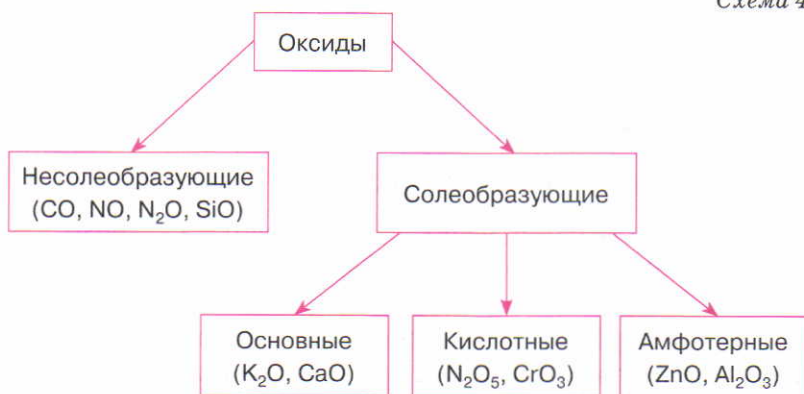 Схема 4
Оксиды
Несолеобразующие
(CO, NO, N₂O, SiO)
Солеобразующие
Основные
(K₂O, CaO)
Кислотные
(N₂O₅, CrO₃)
Амфотерные
(ZnO, Al₂O₃)